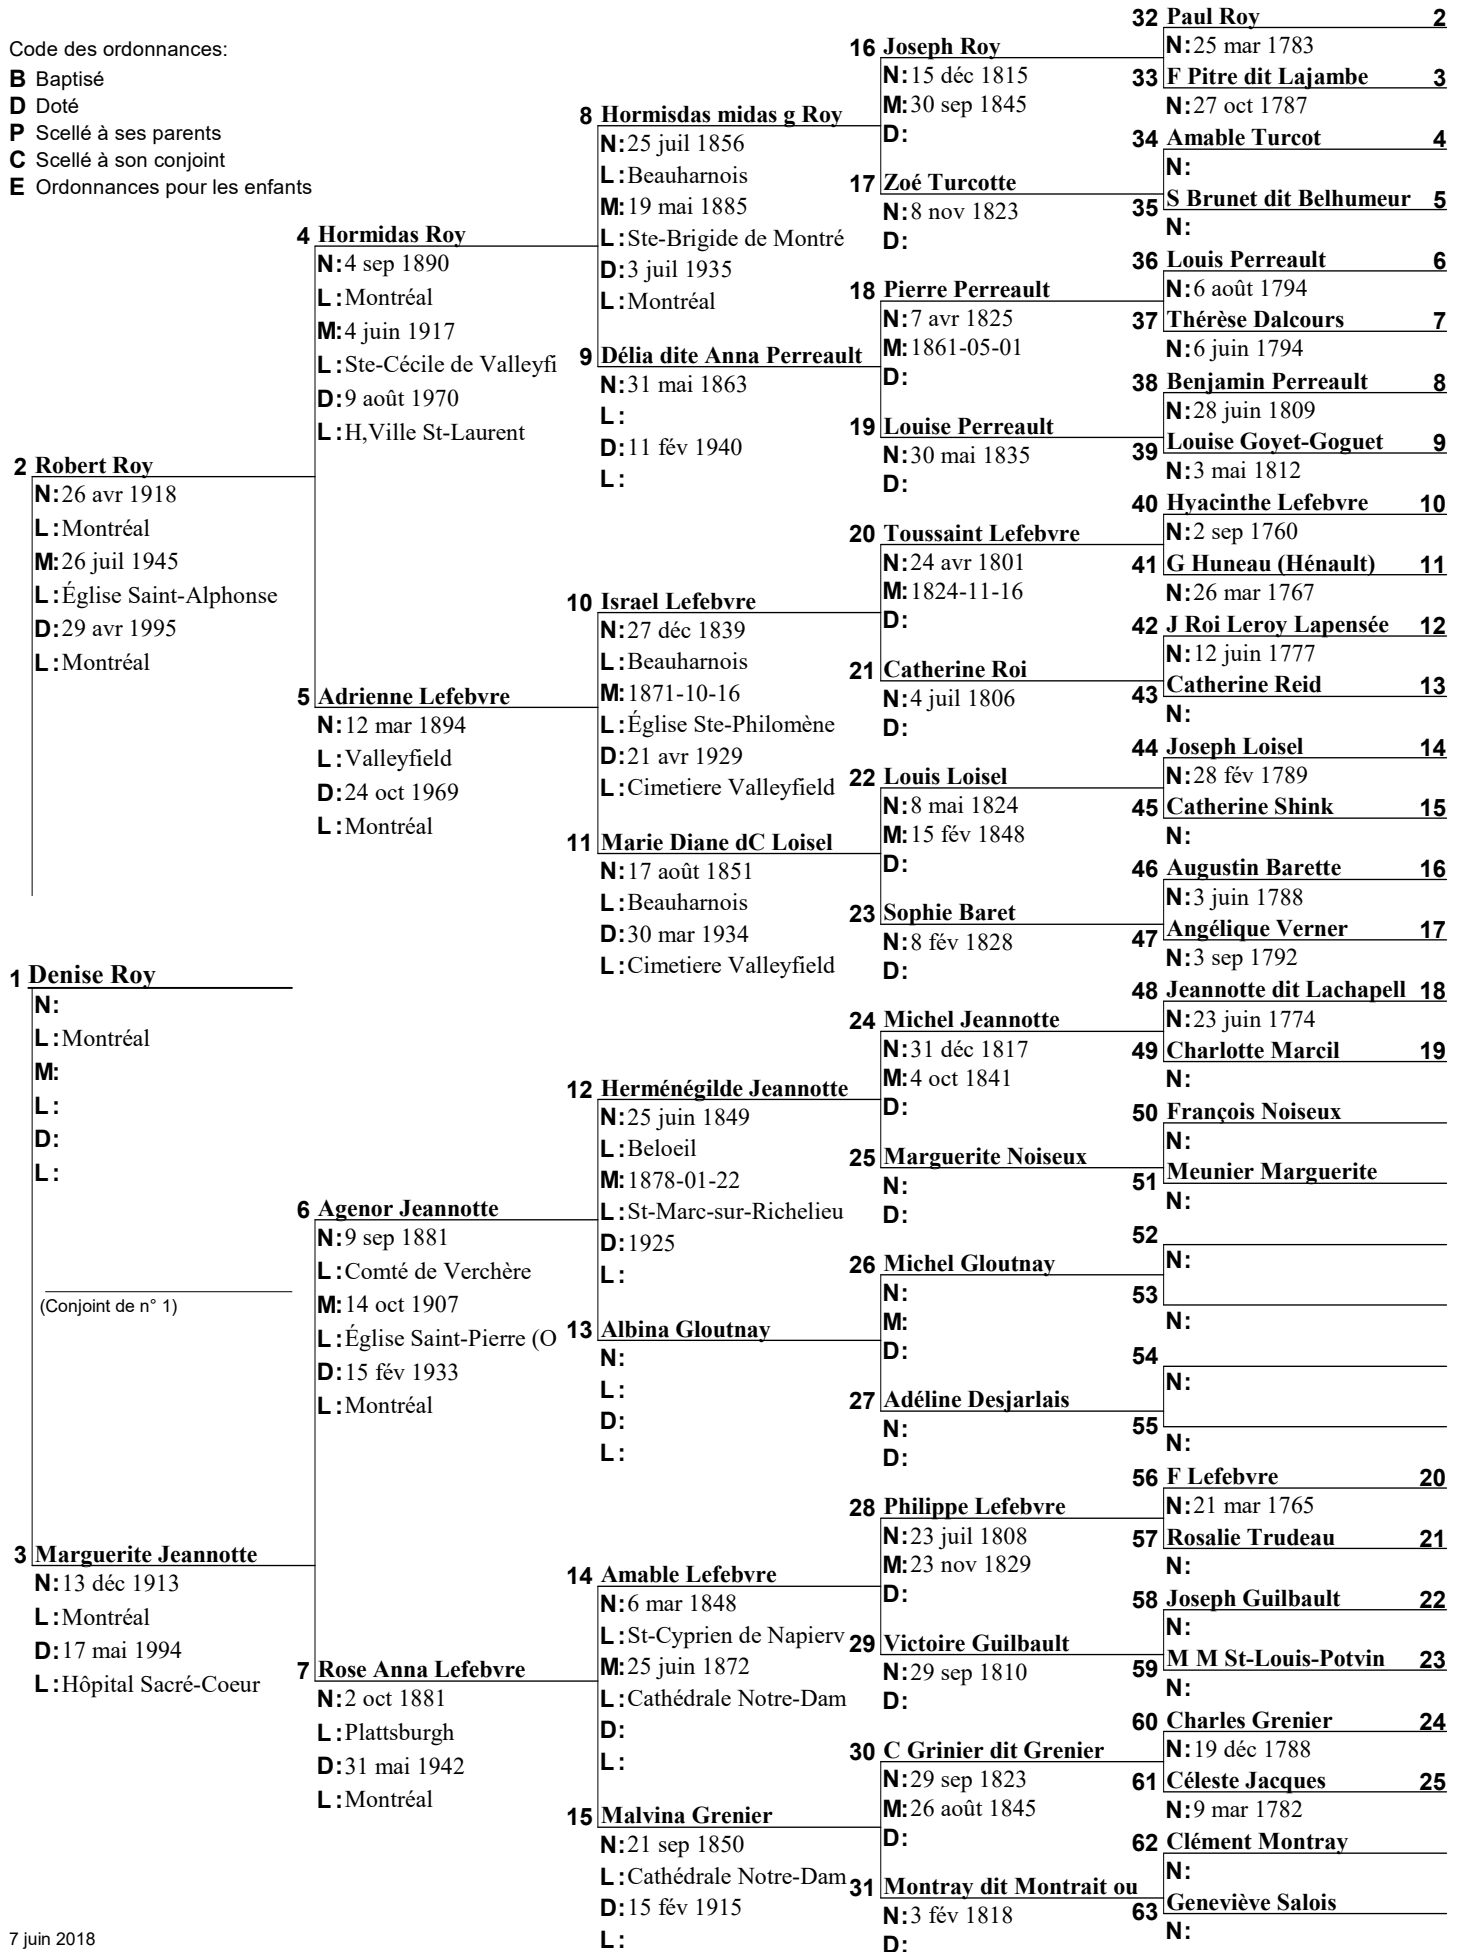 Code des ordonnances:
B Baptisé
D Doté
P Scellé à ses parents
C Scellé à son conjoint
E Ordonnances pour les enfants
1 Denise Roy
N:
L: Montréal
M:
L:
D:
L:
(Conjoint de n° 1)
2 Robert Roy
N: 26 avr 1918
L: Montréal
M: 26 juil 1945
L: Église Saint-Alphonse
D: 29 avr 1995
L: Montréal
3 Marguerite Jeannotte
N: 13 déc 1913
L: Montréal
D: 17 mai 1994
L: Hôpital Sacré-Coeur
4 Hormidas Roy
N: 4 sep 1890
L: Montréal
M: 4 juin 1917
L: Ste-Cécile de Valleyfi
D: 9 août 1970
L: H,Ville St-Laurent
5 Adrienne Lefebvre
N: 12 mar 1894
L: Valleyfield
D: 24 oct 1969
L: Montréal
6 Agenor Jeannotte
N: 9 sep 1881
L: Comté de Verchère
M: 14 oct 1907
L: Église Saint-Pierre (O
D: 15 fév 1933
L: Montréal
7 Rose Anna Lefebvre
N: 2 oct 1881
L: Plattsburgh
D: 31 mai 1942
L: Montréal
8 Hormisdas midas g Roy
N: 25 juil 1856
L: Beauharnois
M: 19 mai 1885
L: Ste-Brigide de Montré
D: 3 juil 1935
L: Montréal
9 Délia dite Anna Perreault
N: 31 mai 1863
L:
D: 11 fév 1940
L:
10 Israel Lefebvre
N: 27 déc 1839
L: Beauharnois
M: 1871-10-16
L: Église Ste-Philomène
D: 21 avr 1929
L: Cimetiere Valleyfield
11 Marie Diane dC Loisel
N: 17 août 1851
L: Beauharnois
D: 30 mar 1934
L: Cimetiere Valleyfield
12 Herménégilde Jeannotte
N: 25 juin 1849
L: Beloeil
M: 1878-01-22
L: St-Marc-sur-Richelieu
D: 1925
L:
13 Albina Gloutnay
N:
L:
D:
L:
14 Amable Lefebvre
N: 6 mar 1848
L: St-Cyprien de Napierv
M: 25 juin 1872
L: Cathédrale Notre-Dam
D:
L:
15 Malvina Grenier
N: 21 sep 1850
L: Cathédrale Notre-Dam
D: 15 fév 1915
L:
16 Joseph Roy
N: 15 déc 1815
M: 30 sep 1845
D:
17 Zoé Turcotte
N: 8 nov 1823
D:
18 Pierre Perreault
N: 7 avr 1825
M: 1861-05-01
D:
19 Louise Perreault
N: 30 mai 1835
D:
20 Toussaint Lefebvre
N: 24 avr 1801
M: 1824-11-16
D:
21 Catherine Roi
N: 4 juil 1806
D:
22 Louis Loisel
N: 8 mai 1824
M: 15 fév 1848
D:
23 Sophie Baret
N: 8 fév 1828
D:
24 Michel Jeannotte
N: 31 déc 1817
M: 4 oct 1841
D:
25 Marguerite Noiseux
N:
D:
26 Michel Gloutnay
N:
M:
D:
27 Adéline Desjarlais
N:
D:
28 Philippe Lefebvre
N: 23 juil 1808
M: 23 nov 1829
D:
29 Victoire Guilbault
N: 29 sep 1810
D:
30 C Grinier dit Grenier
N: 29 sep 1823
M: 26 août 1845
D:
31 Montray dit Montrait ou
N: 3 fév 1818
D:
32 Paul Roy 2
N: 25 mar 1783
33 F Pitre dit Lajambe 3
N: 27 oct 1787
34 Amable Turcot 4
N:
35 S Brunet dit Belhumeur 5
N:
36 Louis Perreault 6
N: 6 août 1794
37 Thérèse Dalcours 7
N: 6 juin 1794
38 Benjamin Perreault 8
N: 28 juin 1809
39 Louise Goyet-Goguet 9
N: 3 mai 1812
40 Hyacinthe Lefebvre 10
N: 2 sep 1760
41 G Huneau (Hénault) 11
N: 26 mar 1767
42 J Roi Leroy Lapensée 12
N: 12 juin 1777
43 Catherine Reid 13
N:
44 Joseph Loisel 14
N: 28 fév 1789
45 Catherine Shink 15
N:
46 Augustin Barette 16
N: 3 juin 1788
47 Angélique Verner 17
N: 3 sep 1792
48 Jeannotte dit Lachapell 18
N: 23 juin 1774
49 Charlotte Marcil 19
N:
50 François Noiseux
N:
51 Meunier Marguerite
N:
52
N:
53
N:
54
N:
55
N:
56 F Lefebvre 20
N: 21 mar 1765
57 Rosalie Trudeau 21
N:
58 Joseph Guilbault 22
N:
59 M M St-Louis-Potvin 23
N:
60 Charles Grenier 24
N: 19 déc 1788
61 Céleste Jacques 25
N: 9 mar 1782
62 Clément Montray
N:
63 Geneviève Salois
N:
7 juin 2018